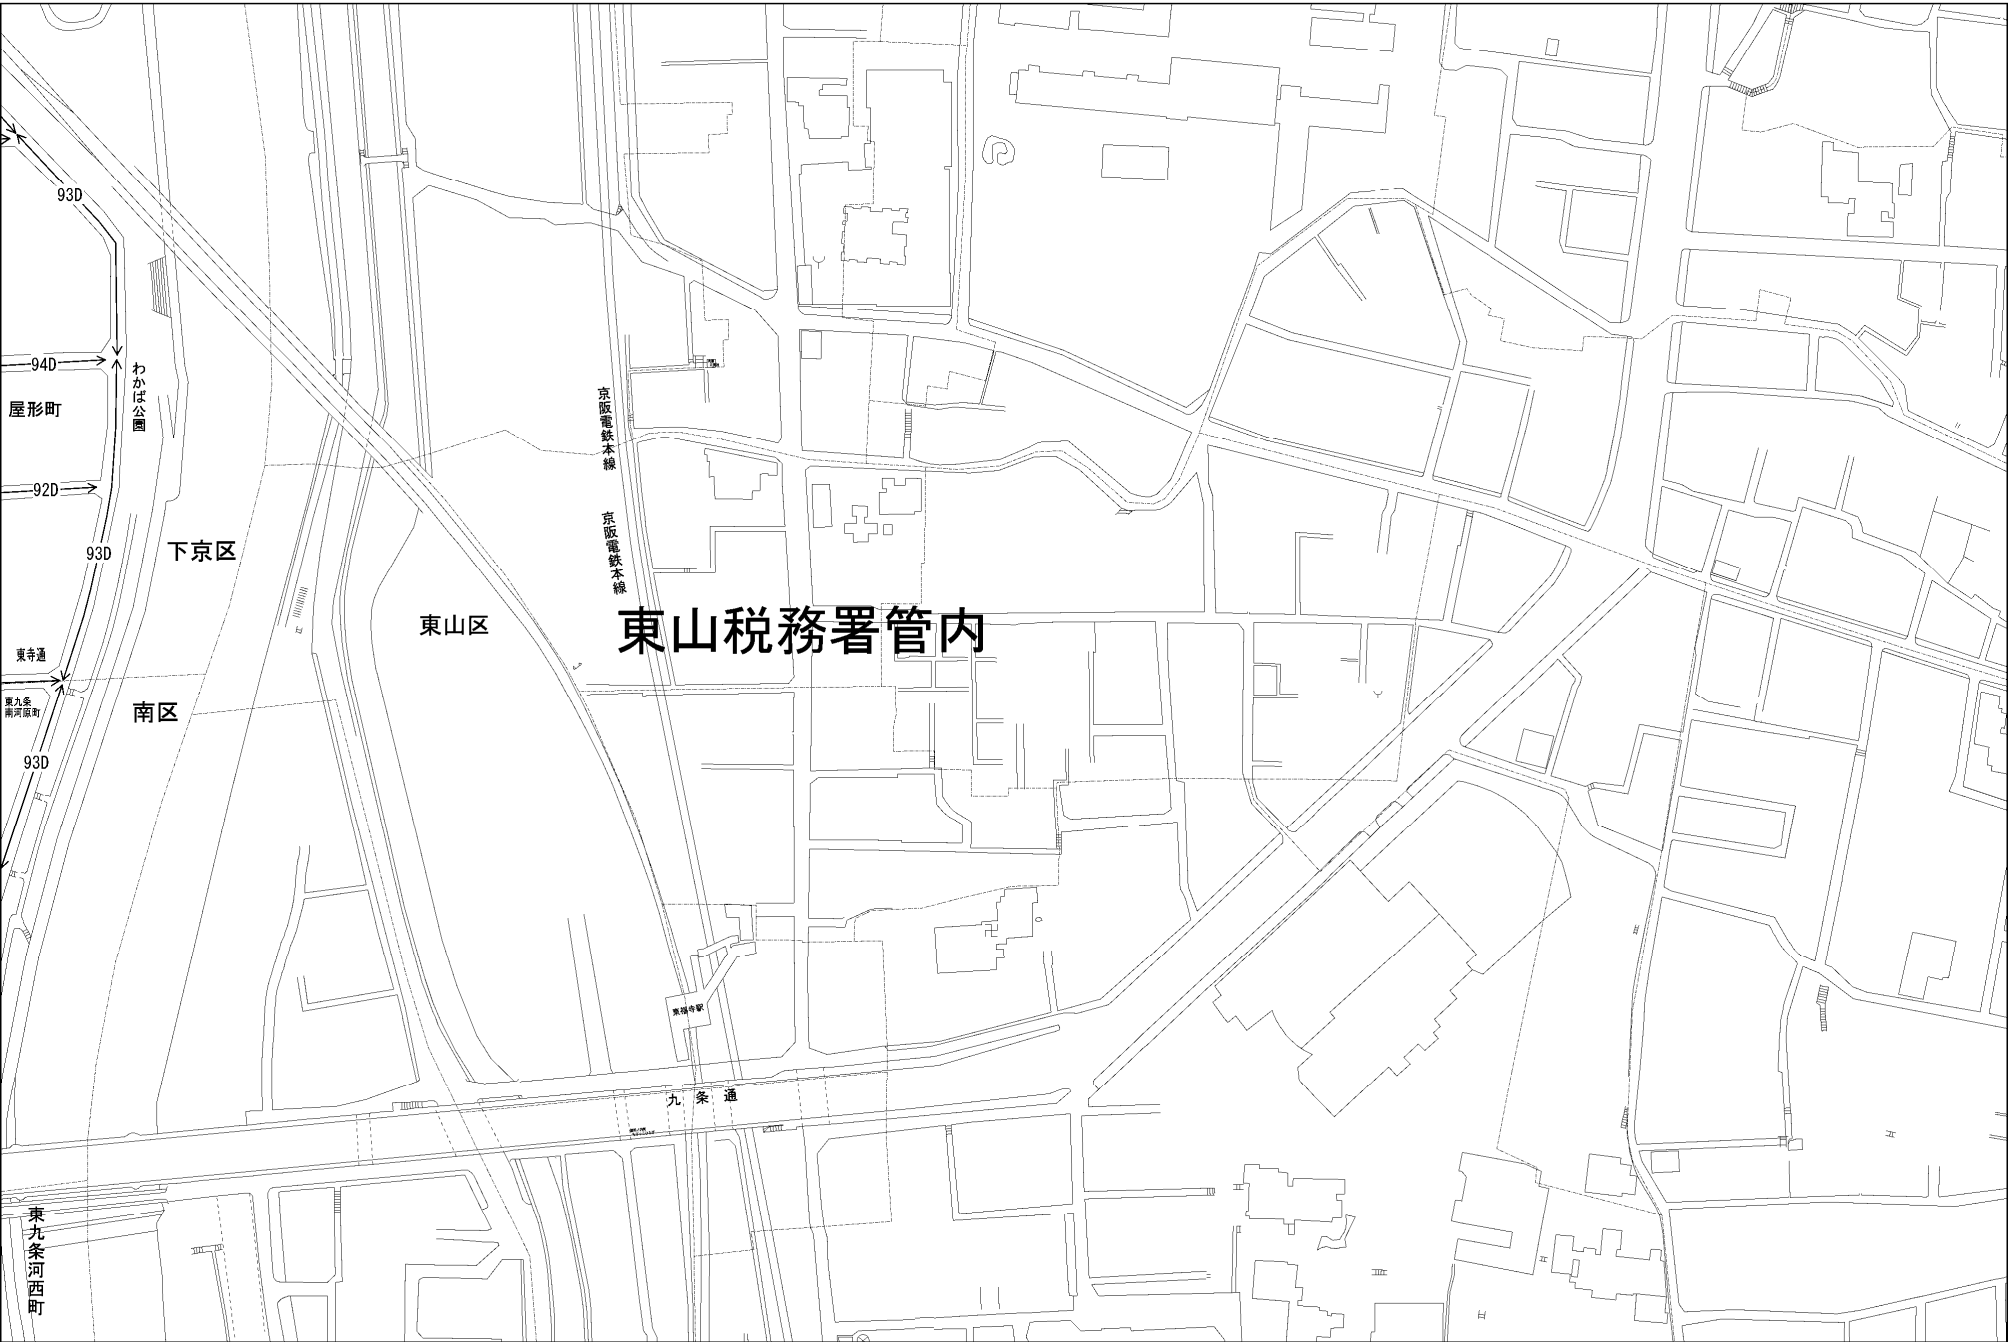 93D
94D
わかば公園
屋形町
京阪電鉄本線
92D
下京区
93D
京阪電鉄本線
東山区
東山税務署管内
東寺通
東九条
南河原町
南区
93D
東福寺駅
九条通
東九条河西町